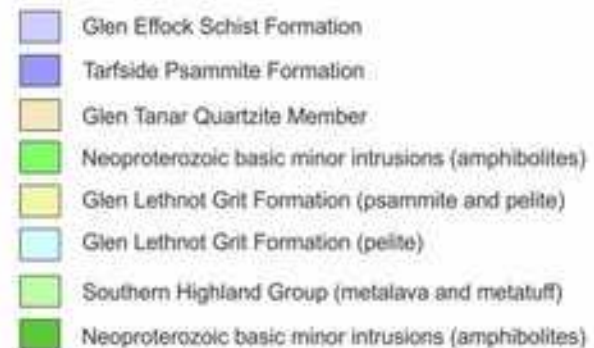 Glen Effock Schist Formation
Tarfside Psammite Formation
Glen Tanar Quartzite Member
Neoproterozoic basic minor intrusions (amphibolites)
Glen Lethnot Grit Formation (psammite and pelite)
Glen Lethnot Grit Formation (pelite)
Southern Highland Group (metalava and metatuff)
Neoproterozoic basic minor intrusions (amphibolites)